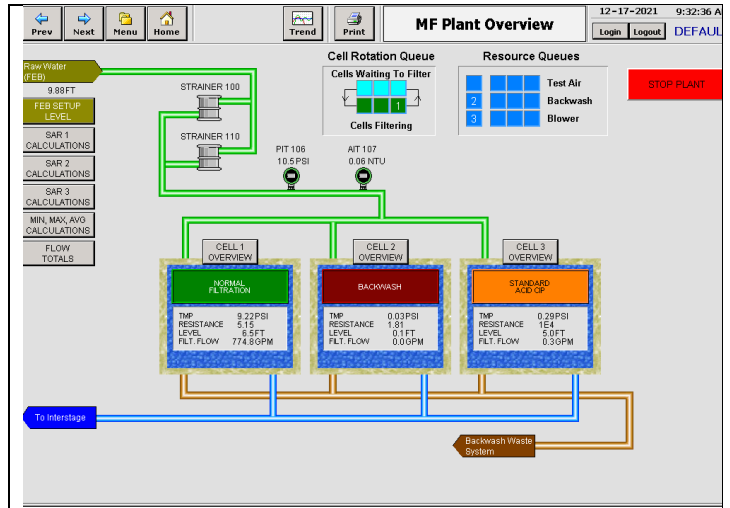 Prev
Next
Menu
Home
Trend
Print
MF Plant Overview
12-17-2021 9:32:36 A
Login
Logout
DEFAUL
Raw Water
(FEB)
9.88FT
FEB SETUP
LEVEL
SAR 1
CALCULATIONS
SAR 2
CALCULATIONS
SAR 3
CALCULATIONS
MIN, MAX, AVG
CALCULATIONS
FLOW
TOTALS
STRAINER 100
STRAINER 110
Cell Rotation Queue
Cells Waiting To Filter
1
Cells Filtering
Resource Queues
Test Air
2 Backwash
3 Blower
STOP PLANT
PIT 106
10.5 PSI
AIT 107
0.06 NTU
CELL 1
OVERVIEW
NORMAL
FILTRATION
TMP 9.22PSI
RESISTANCE 5.15
LEVEL 6.5FT
FILT. FLOW 774.8GPM
CELL 2
OVERVIEW
BACKWASH
TMP 0.03PSI
RESISTANCE 1.81
LEVEL 0.1FT
FILT. FLOW 0.0GPM
CELL 3
OVERVIEW
STANDARD
ACID CIP
TMP 0.29PSI
RESISTANCE 1E4
LEVEL 5.0FT
FILT. FLOW 0.3GPM
To Interstage
Backwash Waste
System